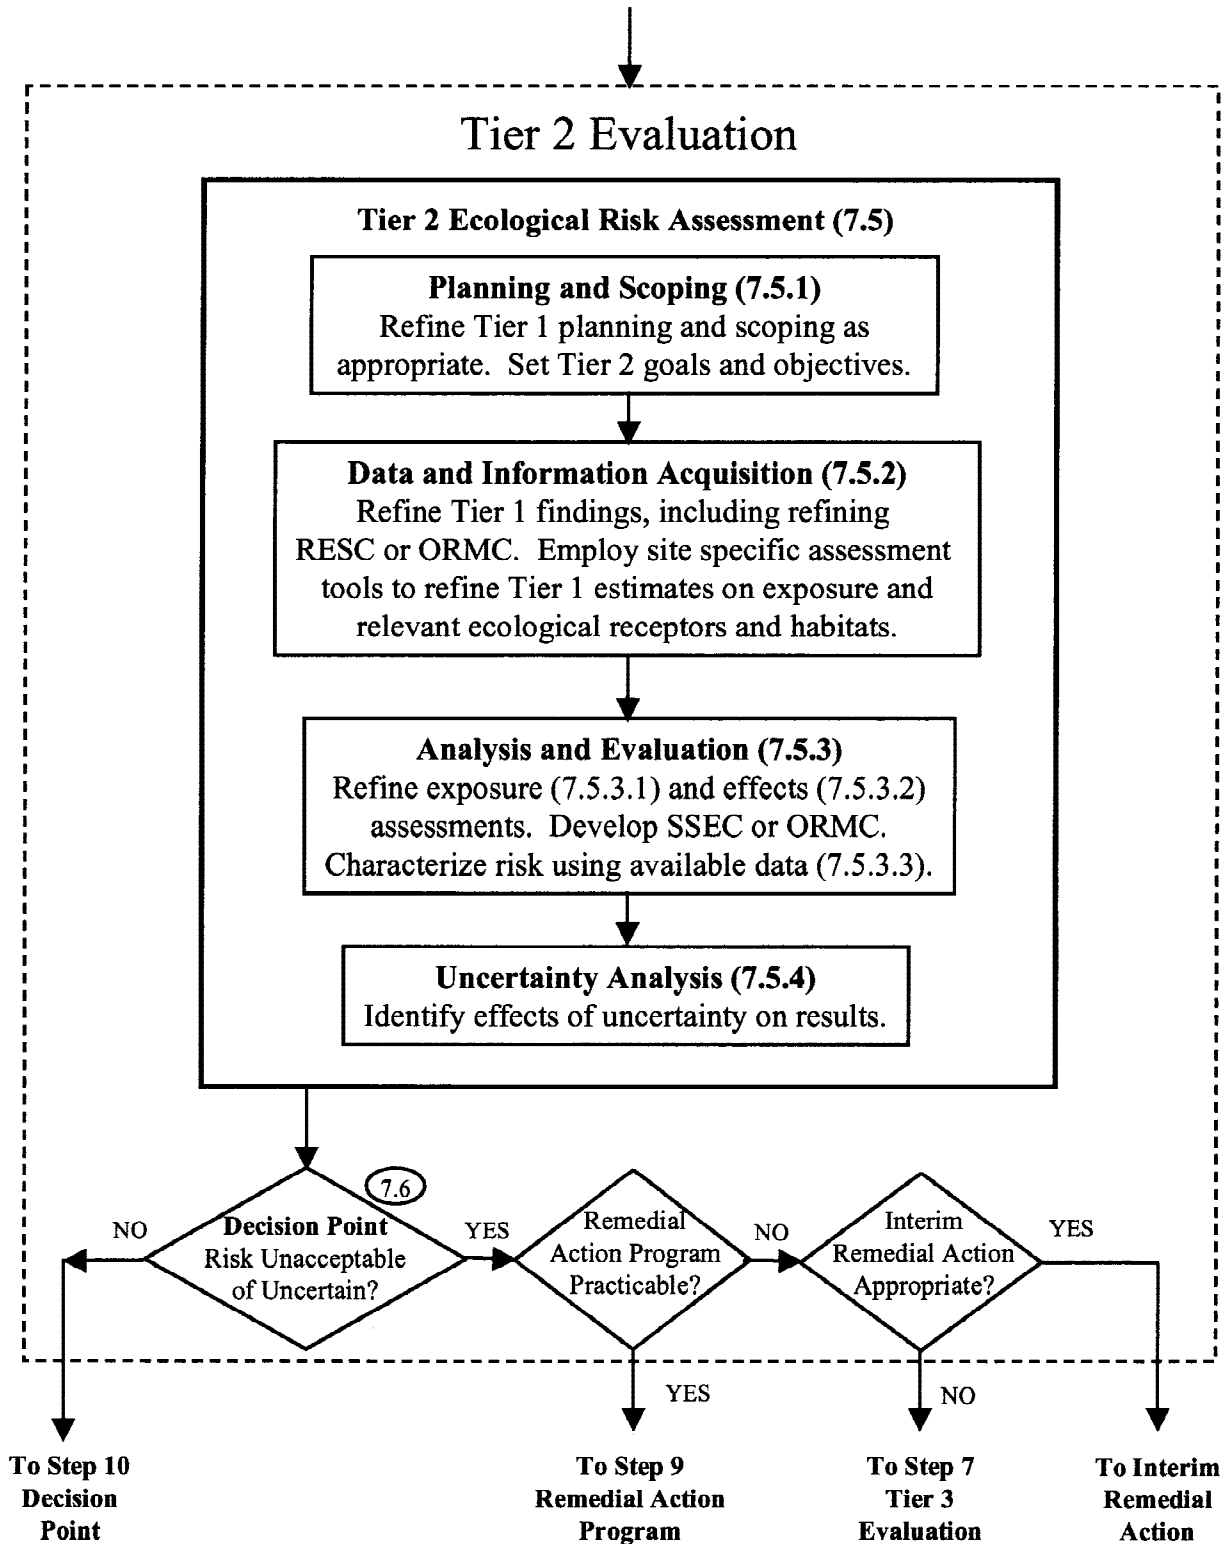 Tier 2 Evaluation
Tier 2 Ecological Risk Assessment (7.5)
Planning and Scoping (7.5.1)
Refine Tier 1 planning and scoping as
appropriate. Set Tier 2 goals and objectives.
Data and Information Acquisition (7.5.2)
Refine Tier 1 findings, including refining
RESC or ORMC. Employ site specific assessment
tools to refine Tier 1 estimates on exposure and
relevant ecological receptors and habitats.
Analysis and Evaluation (7.5.3)
Refine exposure (7.5.3.1) and effects (7.5.3.2)
assessments. Develop SSEC or ORMC.
Characterize risk using available data (7.5.3.3).
Uncertainty Analysis (7.5.4)
Identify effects of uncertainty on results.
7.6
NO
Decision Point
Risk Unacceptable
of Uncertain?
YES
Remedial
Action Program
Practicable?
NO
Interim
Remedial Action
Appropriate?
YES
YES
NO
To Step 10
Decision
Point
To Step 9
Remedial Action
Program
To Step 7
Tier 3
Evaluation
To Interim
Remedial
Action